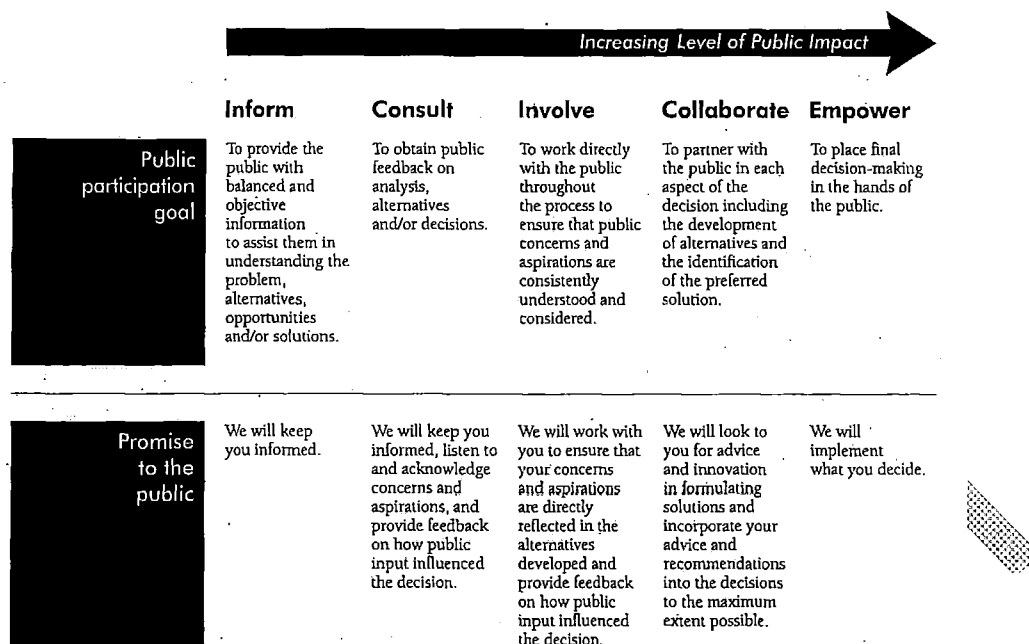 Increasing Level of Public Impact
Inform
Consult
Involve
Collaborate
Empower
Public
participation
goal
To provide the
public with
balanced and
objective
information
to assist them in
understanding the
problem,
alternatives,
opportunities
and/or solutions.
To obtain public
feedback on
analysis,
alternatives
and/or decisions.
To work directly
with the public
throughout
the process to
ensure that public
concerns and
aspirations are
consistently
understood and
considered.
To partner with
the public in each
aspect of the
decision including
the development
of alternatives and
the identification
of the preferred
solution.
To place final
decision-making
in the hands of
the public.
Promise
to the
public
We will keep
you informed.
We will keep you
informed, listen to
and acknowledge
concerns and
aspirations, and
provide feedback
on how public
input influenced
the decision.
We will work with
you to ensure that
your concerns
and aspirations
are directly
reflected in the
alternatives
developed and
provide feedback
on how public
input influenced
the decision.
We will look to
you for advice
and innovation
in formulating
solutions and
incorporate your
advice and
recommendations
into the decisions
to the maximum
extent possible.
We will
implement
what you decide.